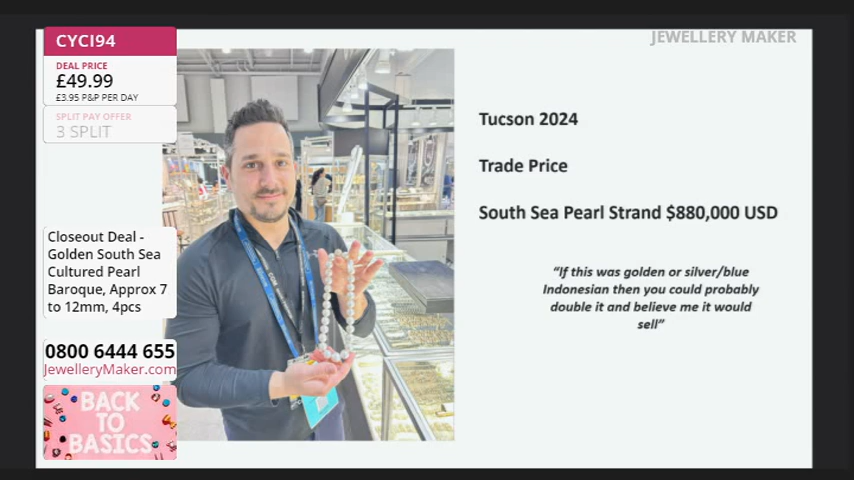 JEWELLERY MAKER
CYCI94
DEAL PRICE
£49.99
£3.95 P&P PER DAY
SPLIT PAY OFFER
3 SPLIT
Closeout Deal -
Golden South Sea
Cultured Pearl
Baroque, Approx 7
to 12mm, 4pcs
0800 6444 655
JewelleryMaker.com
BACK
TO
BASICS
Tucson 2024
Trade Price
South Sea Pearl Strand $880,000 USD
“If this was golden or silver/blue
Indonesian then you could probably
double it and believe me it would
sell”